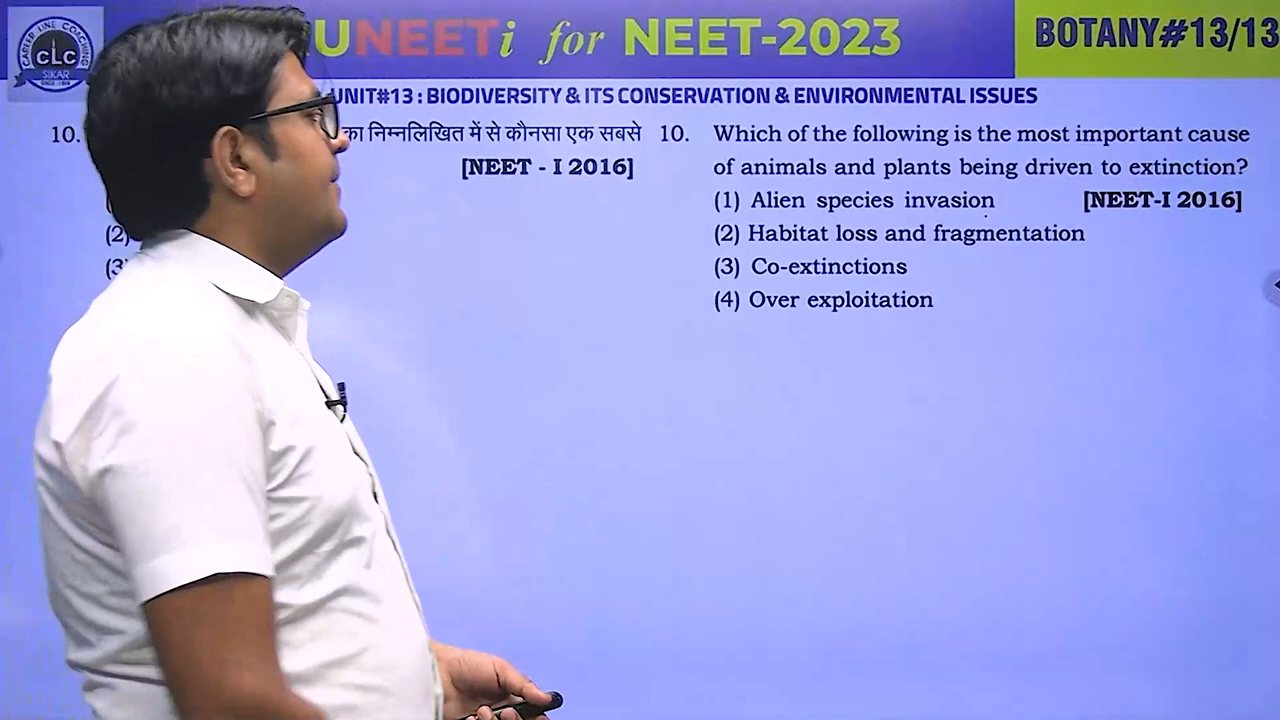 CAREER LINE COACHING
CLC
SIKAR
UNEETi for NEET-2023
BOTANY#13/13
UNIT#13 : BIODIVERSITY & ITS CONSERVATION & ENVIRONMENTAL ISSUES
10. का निम्नलिखित में से कौनसा एक सबसे
[NEET - I 2016]
(2)
(3)
10. Which of the following is the most important cause
of animals and plants being driven to extinction?
(1) Alien species invasion [NEET-I 2016]
(2) Habitat loss and fragmentation
(3) Co-extinctions
(4) Over exploitation